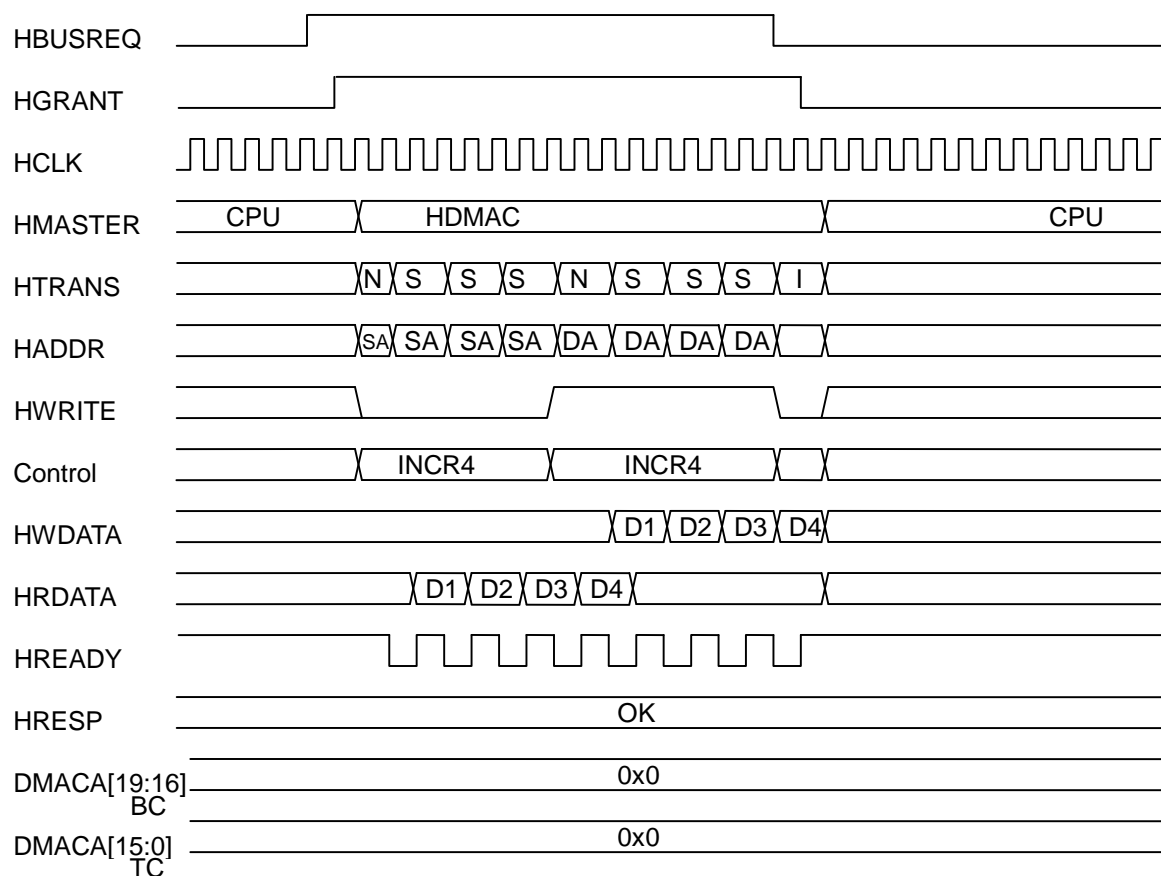 HBUSREQ
HGRANT
HCLK
HMASTER CPU HDMAC CPU
HTRANS N S S S N S S S I
HADDR SA SA SA SA DA DA DA DA
HWRITE
Control INCR4 INCR4
HWDATA D1 D2 D3 D4
HRDATA D1 D2 D3 D4
HREADY
HRESP OK
DMACA[19:16] 0x0
BC
DMACA[15:0] 0x0
TC